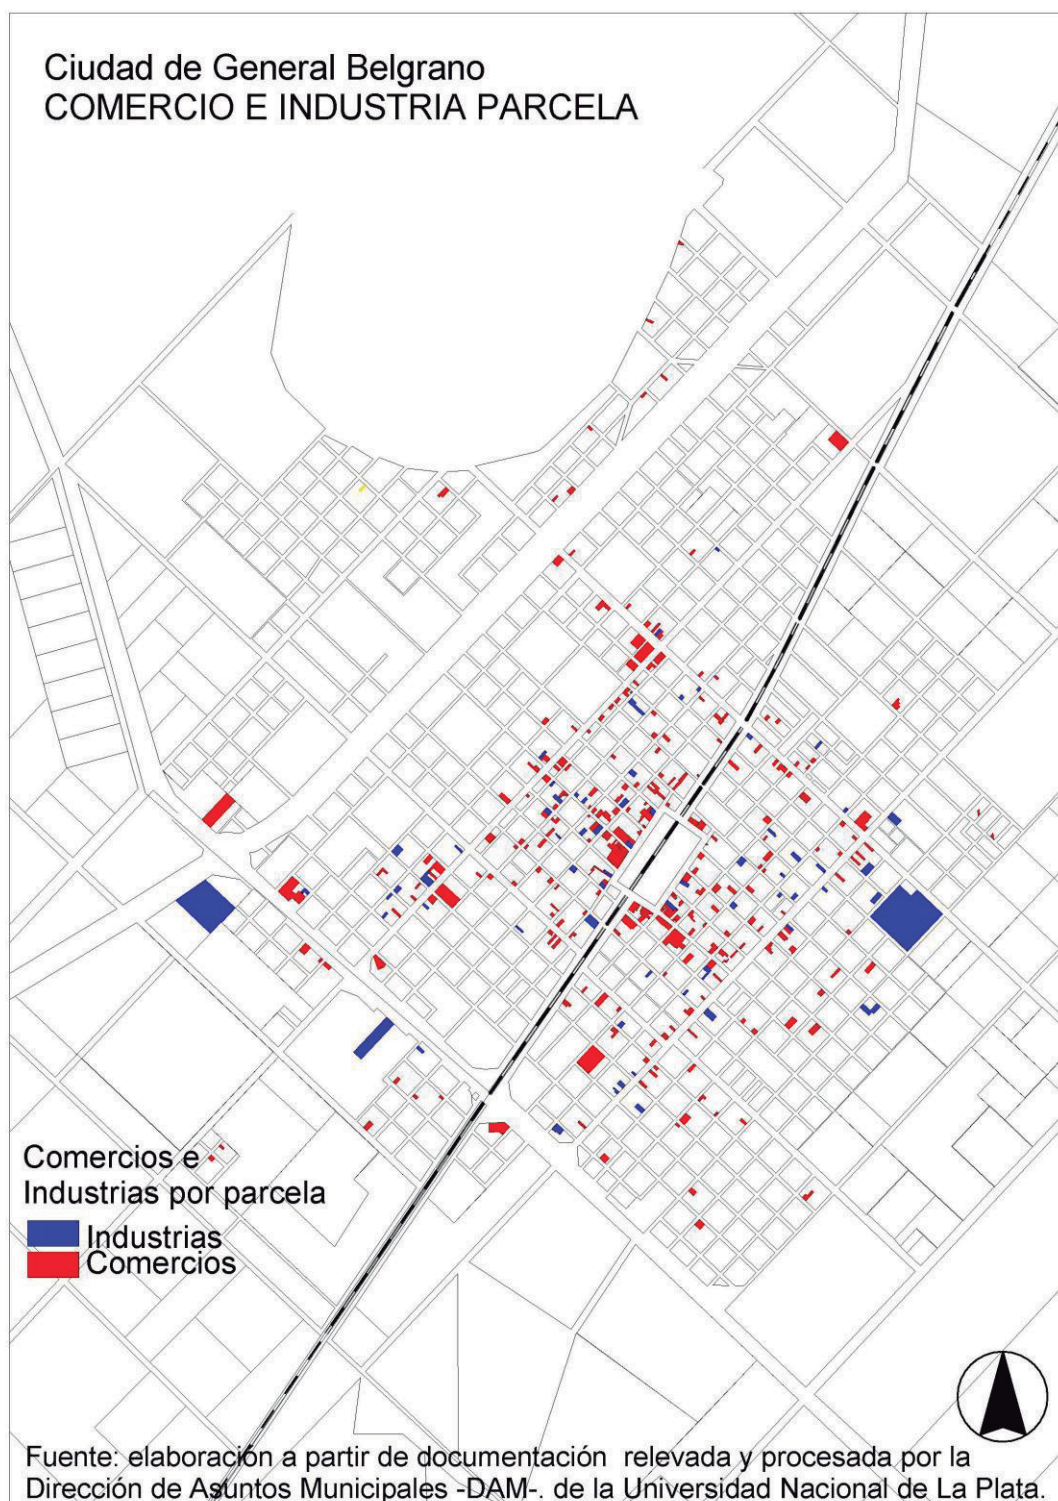 Ciudad de General Belgrano
COMERCIO E INDUSTRIA PARCELA
Comercios e
Industrias por parcela
Industrias
Comercios
Fuente: elaboración a partir de documentación relevada y procesada por la
Dirección de Asuntos Municipales -DAM-. de la Universidad Nacional de La Plata.